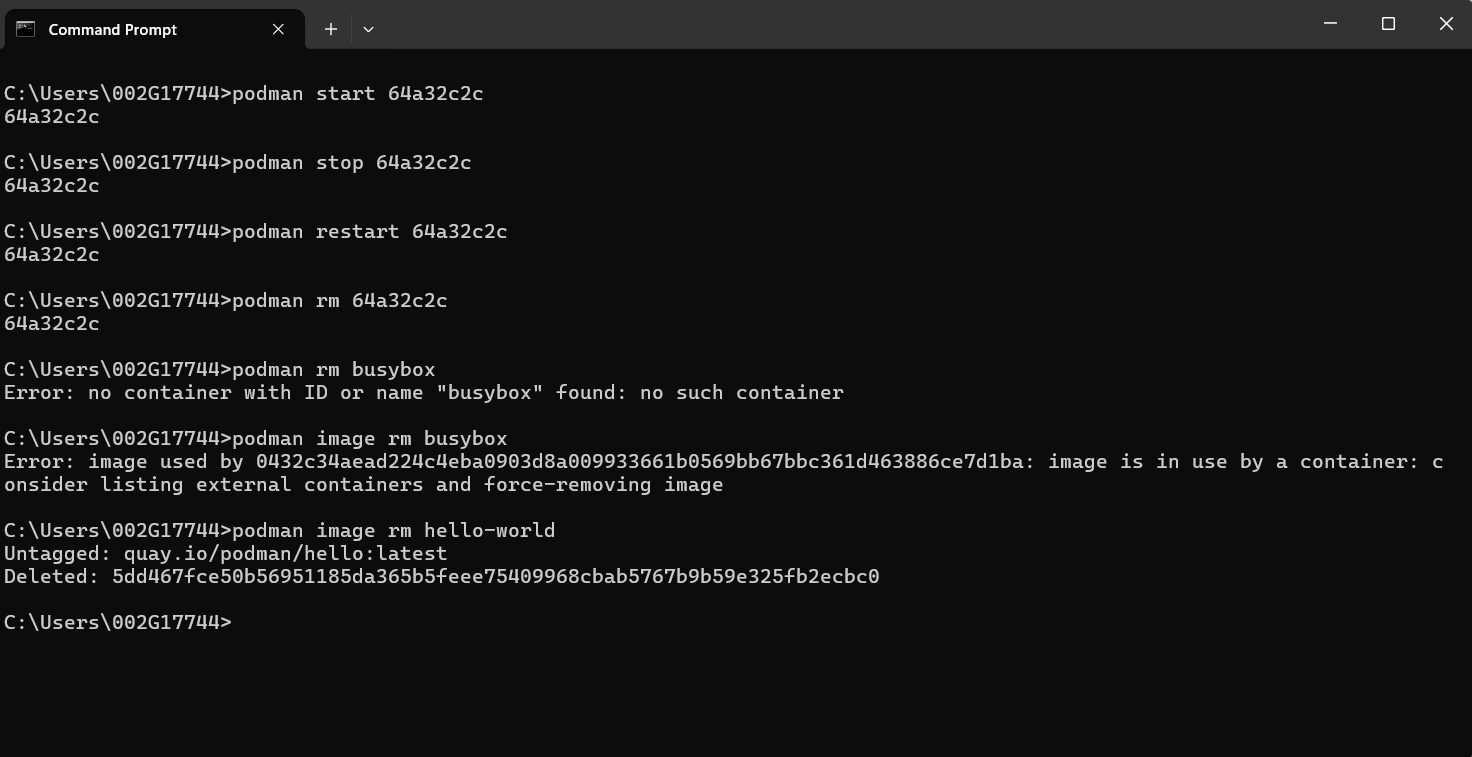 Command Prompt
C:\Users\002G17744>podman start 64a32c2c
64a32c2c
C:\Users\002G17744>podman stop 64a32c2c
64a32c2c
C:\Users\002G17744>podman restart 64a32c2c
64a32c2c
C:\Users\002G17744>podman rm 64a32c2c
64a32c2c
C:\Users\002G17744>podman rm busybox
Error: no container with ID or name "busybox" found: no such container
C:\Users\002G17744>podman image rm busybox
Error: image used by 0432c34aead224c4eba0903d8a009933661b0569bb67bbc361d463886ce7d1ba: image is in use by a container: c
onsider listing external containers and force-removing image
C:\Users\002G17744>podman image rm hello-world
Untagged: quay.io/podman/hello:latest
Deleted: 5dd467fce50b56951185da365b5feee75409968cbab5767b9b59e325fb2ecbc0
C:\Users\002G17744>